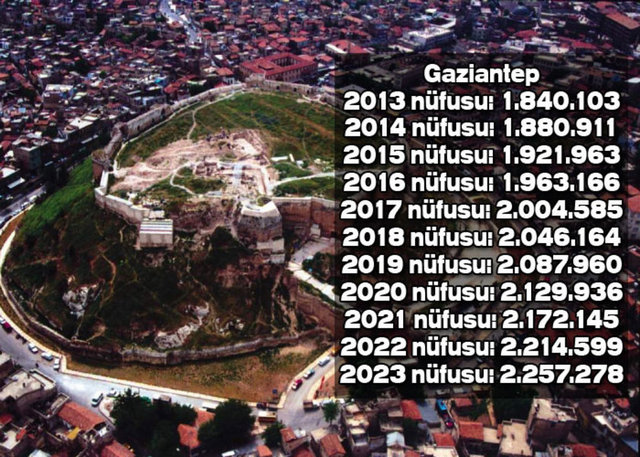 Gaziantep
2013 nüfusu: 1.840.103
2014 nüfusu: 1.880.911
2015 nüfusu: 1.921.963
2016 nüfusu: 1.963.166
2017 nüfusu: 2.004.585
2018 nüfusu: 2.046.164
2019 nüfusu: 2.087.960
2020 nüfusu: 2.129.936
2021 nüfusu: 2.172.145
2022 nüfusu: 2.214.599
2023 nüfusu: 2.257.278